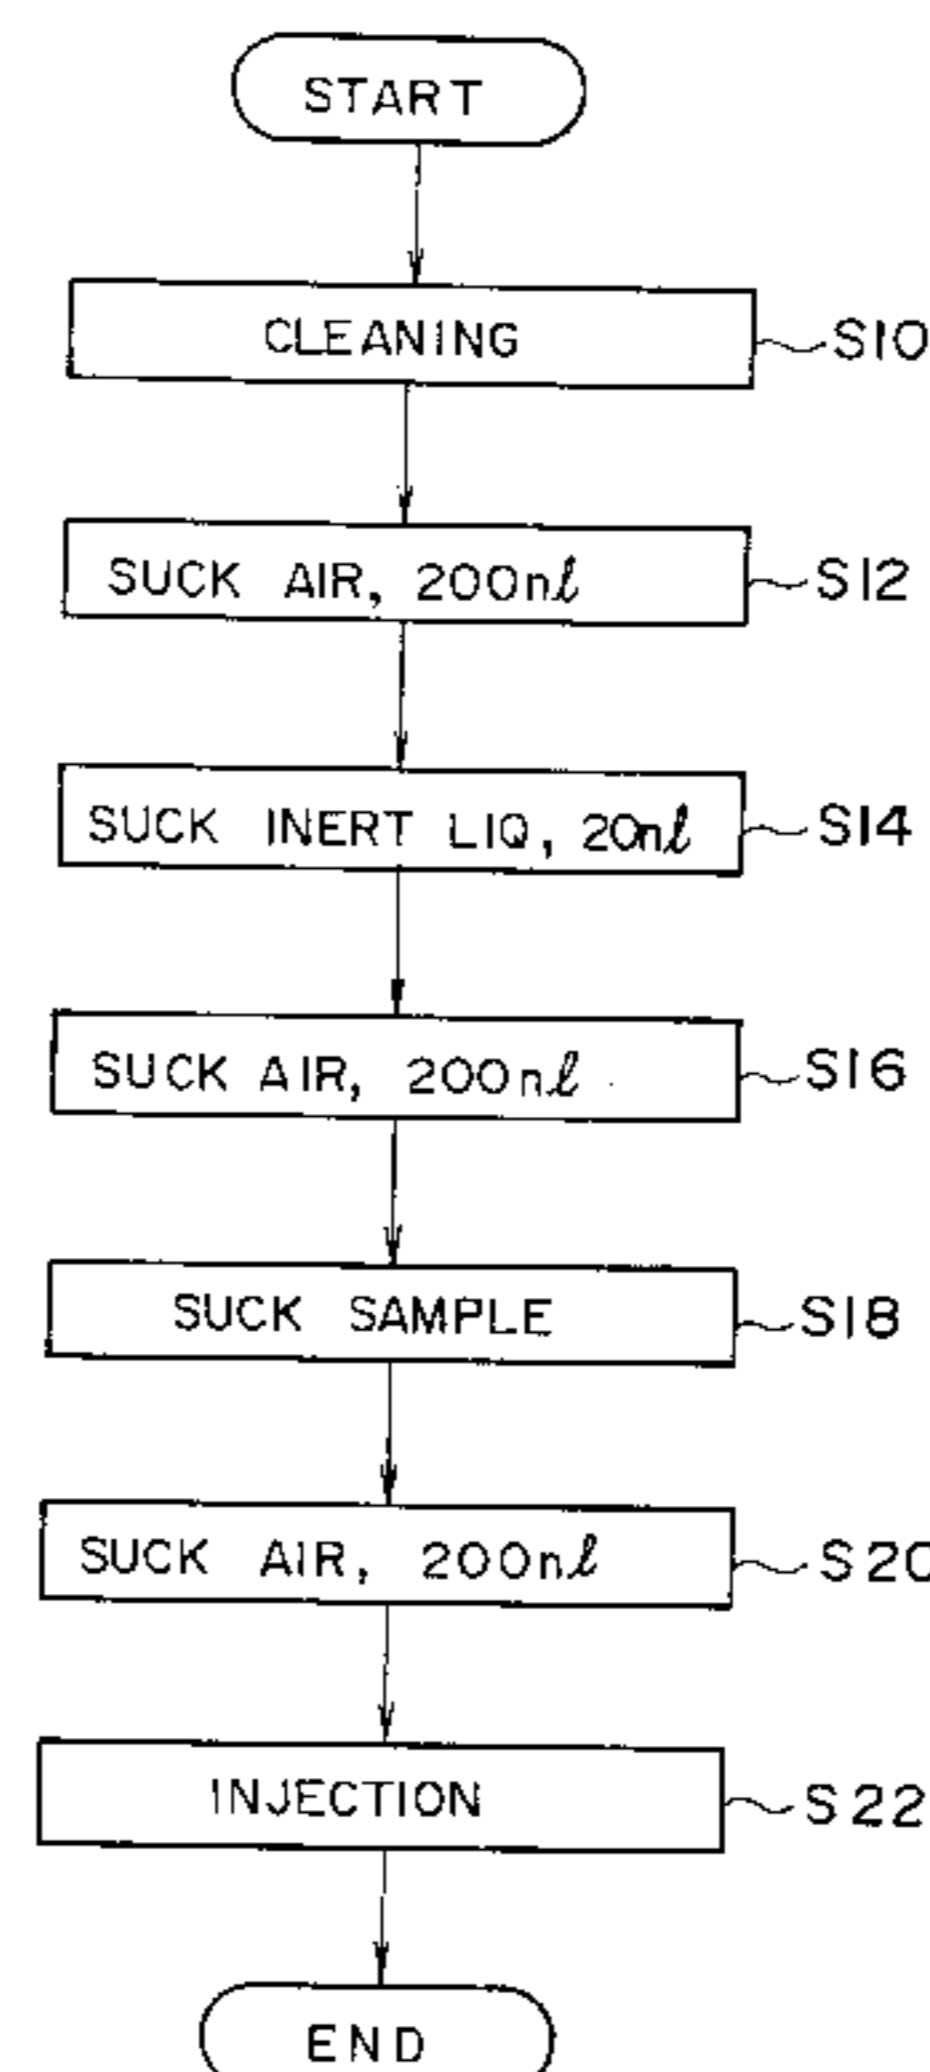 START
CLEANING S10
SUCK AIR, 200nl S12
SUCK INERT LIQ, 20nl S14
SUCK AIR, 200nl S16
SUCK SAMPLE S18
SUCK AIR, 200nl S20
INJECTION S22
END